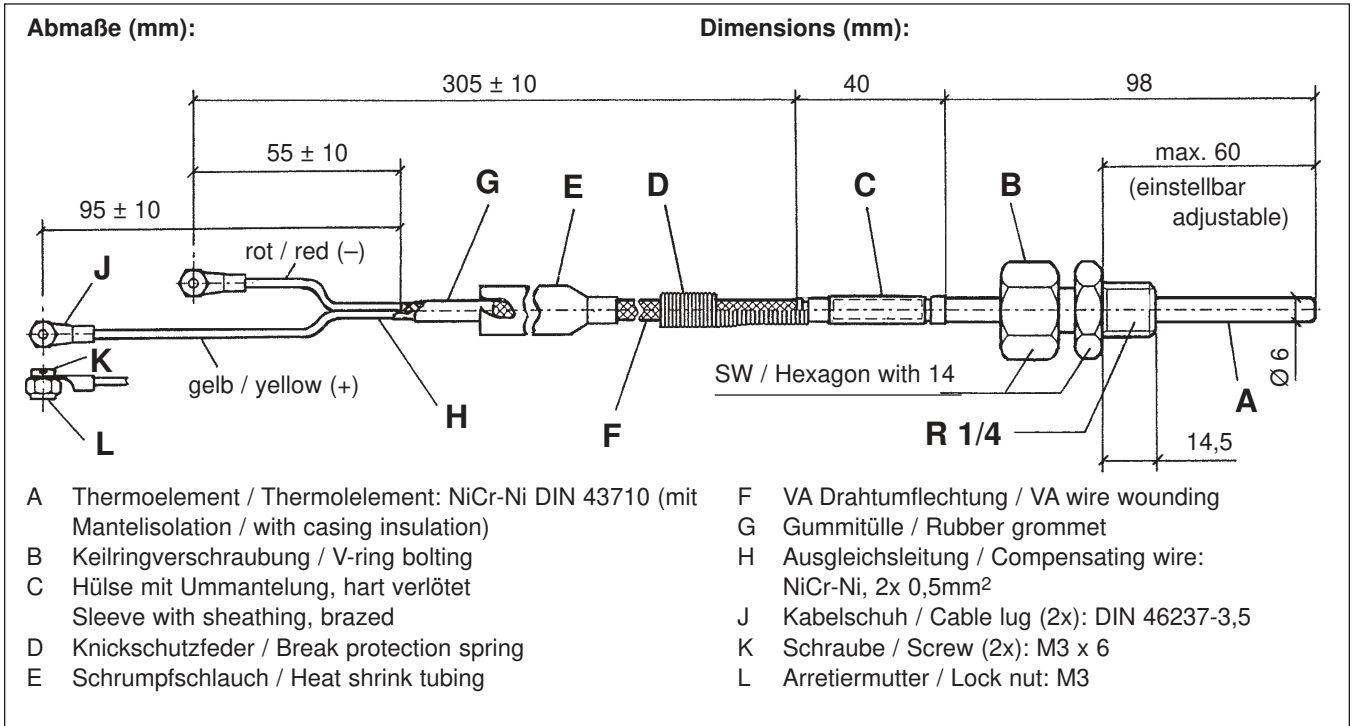 Abmaße (mm):
Dimensions (mm):
305 ± 10
40
98
55 ± 10
max. 60
(einstellbar
adjustable)
95 ± 10
G
E
D
C
B
rot / red (–)
J
K
gelb / yellow (+)
L
H
F
SW / Hexagon with 14
R 1/4
Ø 6
A
14,5
A Thermoelement / Thermolelement: NiCr-Ni DIN 43710 (mit
Mantelisolation / with casing insulation)
B Keilringverschraubung / V-ring bolting
C Hülse mit Ummantelung, hart verlötet
Sleeve with sheathing, brazed
D Knickschutzfeder / Break protection spring
E Schrumpfschlauch / Heat shrink tubing
F VA Drahtumflechtung / VA wire wounding
G Gummitülle / Rubber grommet
H Ausgleichsleitung / Compensating wire:
NiCr-Ni, 2x 0,5mm²
J Kabelschuh / Cable lug (2x): DIN 46237-3,5
K Schraube / Screw (2x): M3 x 6
L Arretiermutter / Lock nut: M3